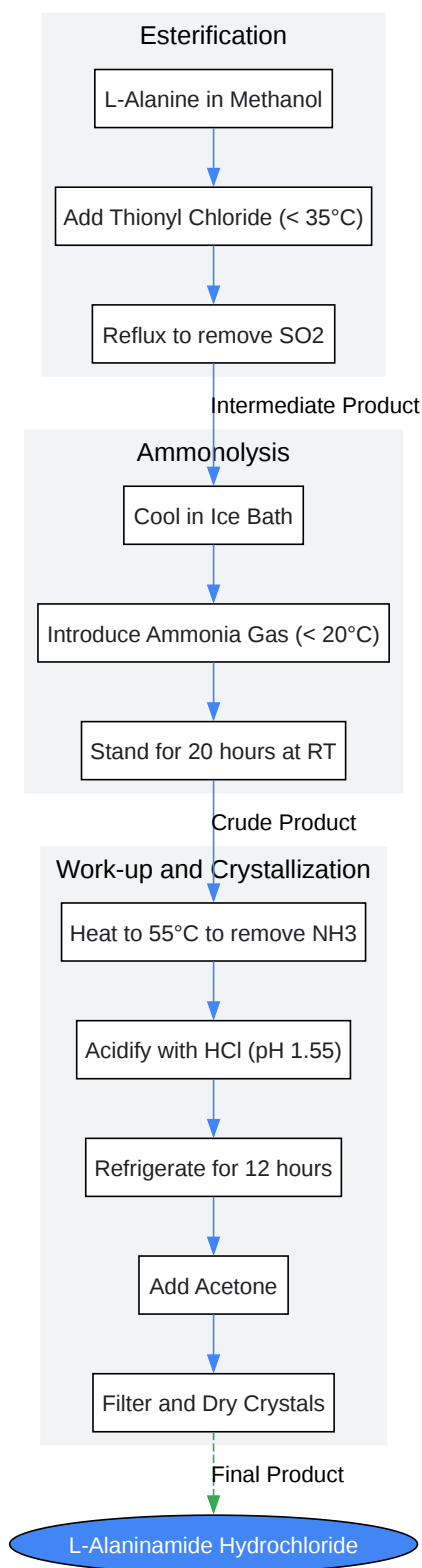 Esterification
L-Alanine in Methanol
Add Thionyl Chloride (< 35°C)
Reflux to remove SO2
Intermediate Product
Ammonolysis
Cool in Ice Bath
Introduce Ammonia Gas (< 20°C)
Stand for 20 hours at RT
Crude Product
Work-up and Crystallization
Heat to 55°C to remove NH3
Acidify with HCl (pH 1.55)
Refrigerate for 12 hours
Add Acetone
Filter and Dry Crystals
Final Product
L-Alaninamide Hydrochloride